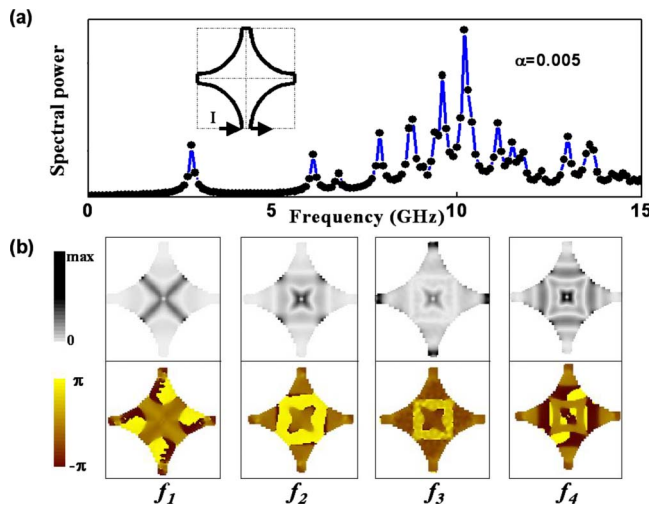 (a)
Spectral power
I
α=0.005
0
5
10
15
Frequency (GHz)
(b)
max
0
π
-π
f1
f2
f3
f4